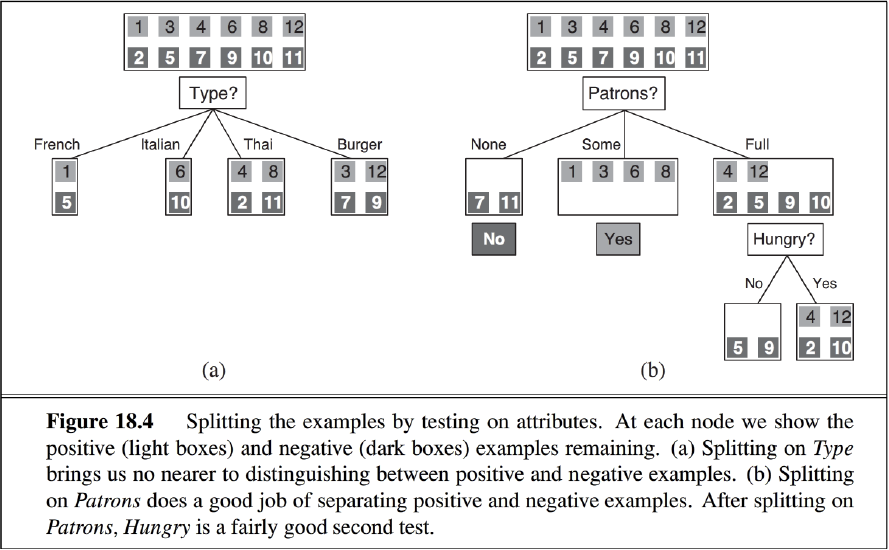 1 3 4 6 8 12 1 3 4 6 8 12
2 5 7 9 10 11 2 5 7 9 10 11
Type? Patrons?
French Italian Thai Burger None Some Full
1 6 4 8 3 12 1 3 6 8 4 12
5 10 2 11 7 9 7 11 2 5 9 10
No Yes Hungry?
No Yes
4 12
5 9 2 10
(a) (b)
Figure 18.4 Splitting the examples by testing on attributes. At each node we show the
positive (light boxes) and negative (dark boxes) examples remaining. (a) Splitting on Type
brings us no nearer to distinguishing between positive and negative examples. (b) Splitting
on Patrons does a good job of separating positive and negative examples. After splitting on
Patrons, Hungry is a fairly good second test.